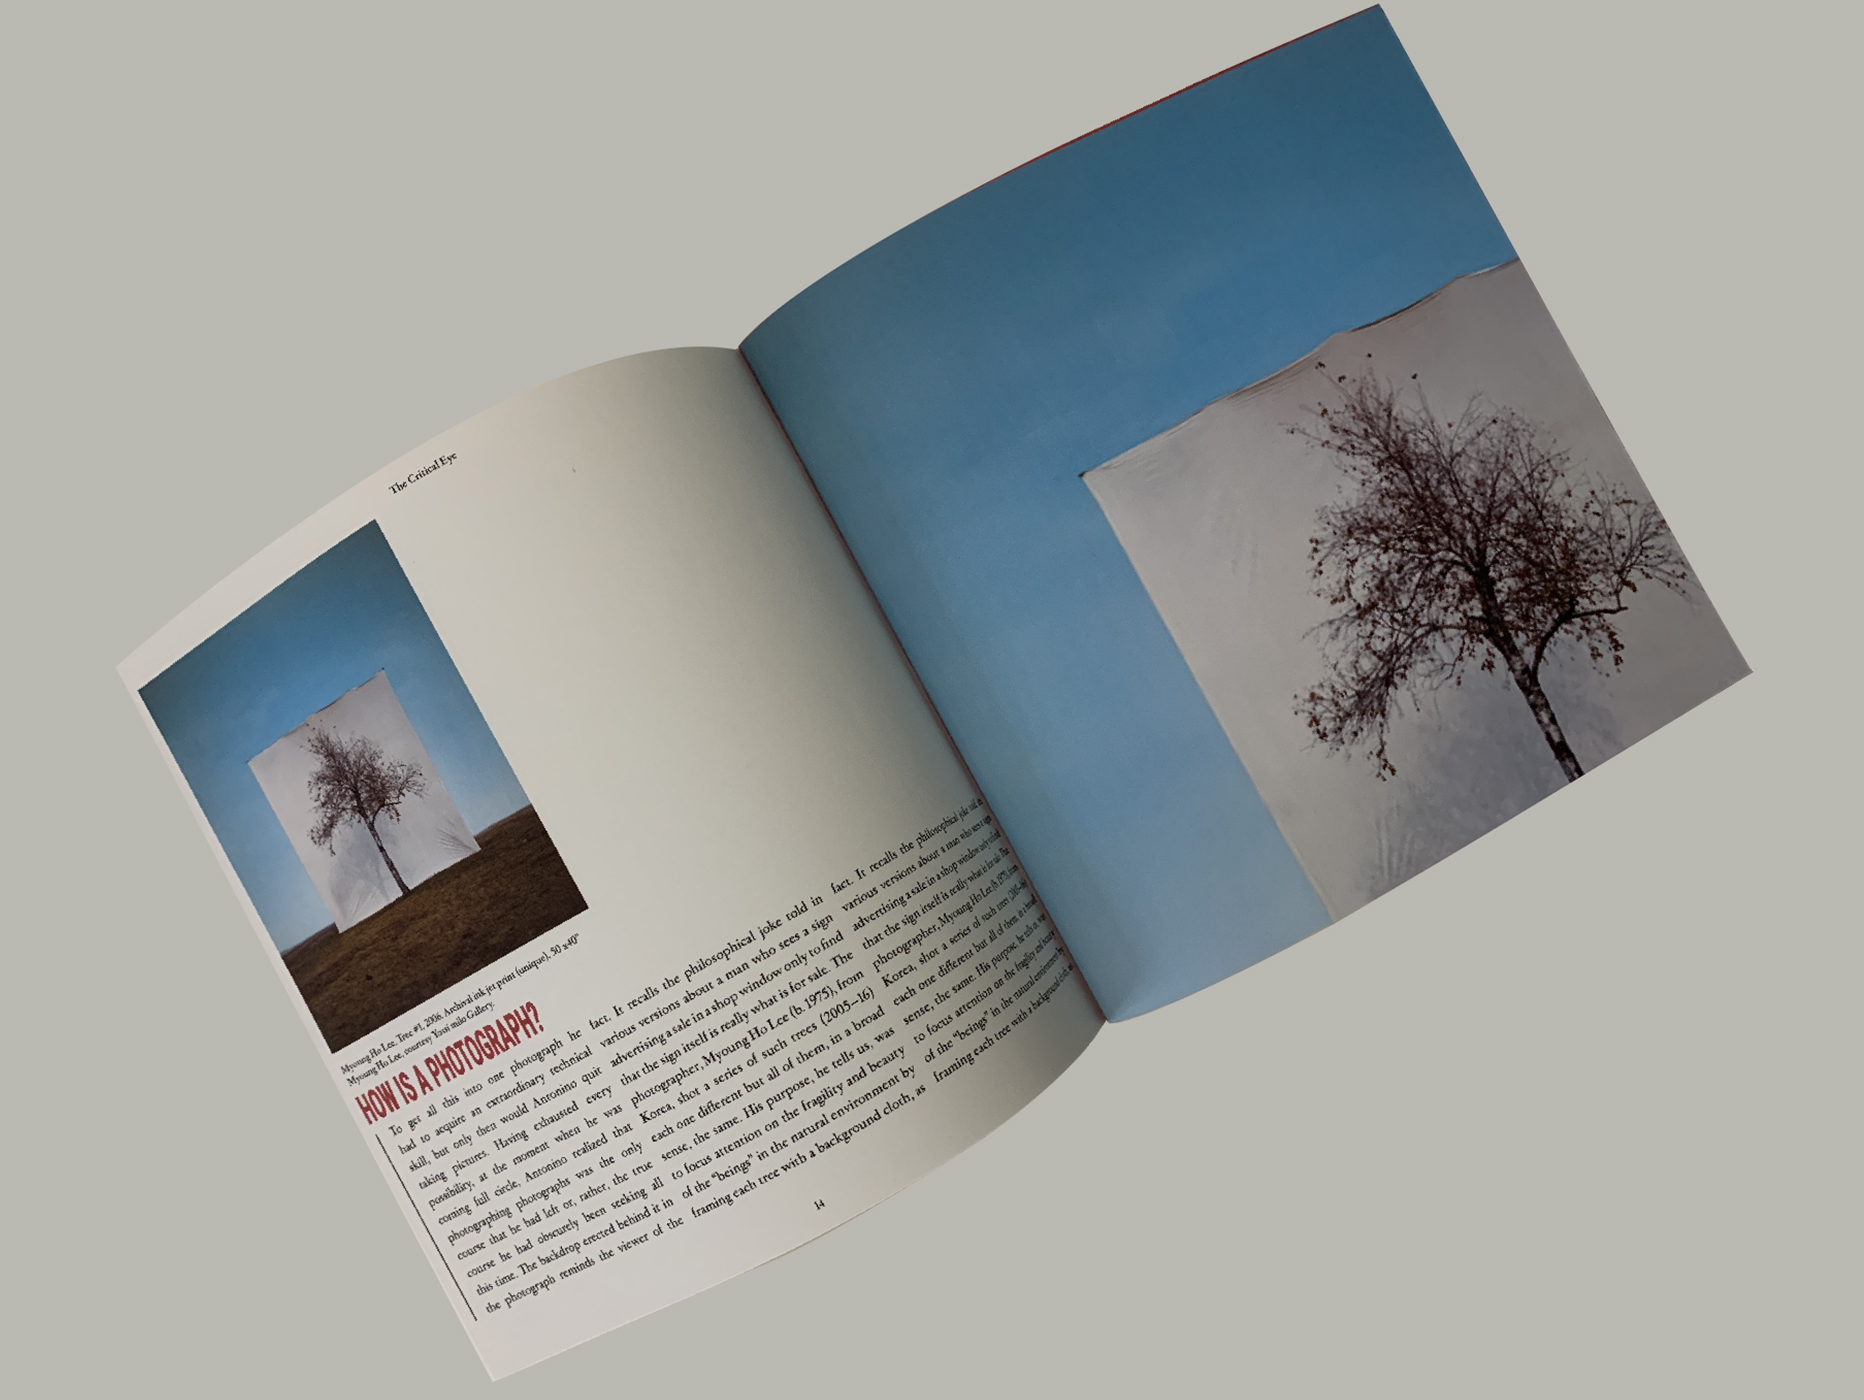 The Critical Eye
Myoung Ho Lee, Tree #1, 2006. Archival ink jet print (unique), 50 x40"
Myoung Ho Lee, courtesy Yossi milo Gallery.
HOW IS A PHOTOGRAPH?
To get all this into one photograph he
had to acquire an extraordinary technical
skill, but only then would Antonino quit
taking pictures. Having exhausted every
possibility, at the moment when he was
coming full circle, Antonino realized that
photographing photographs was the only
course that he had left or, rather, the true
course he had obscurely been seeking all
this time. The backdrop erected behind it in
the photograph reminds the viewer of the
fact. It recalls the philosophical joke told in
various versions about a man who sees a sign
advertising a sale in a shop window only to find
that the sign itself is really what is for sale. The
photographer, Myoung Ho Lee (b. 1975), from
Korea, shot a series of such trees (2005–16)
each one different but all of them, in a broad
sense, the same. His purpose, he tells us, was
to focus attention on the fragility and beauty
of the “beings” in the natural environment by
framing each tree with a background cloth, as
fact. It recalls the philosophical joke told in
various versions about a man who sees a sign
advertising a sale in a shop window only to find
that the sign itself is really what is for sale. The
photographer, Myoung Ho Lee (b. 1975), from
Korea, shot a series of such trees (2005–16)
each one different but all of them, in a broad
sense, the same. His purpose, he tells us, was
to focus attention on the fragility and beauty
of the “beings” in the natural environment by
framing each tree with a background cloth, as
14